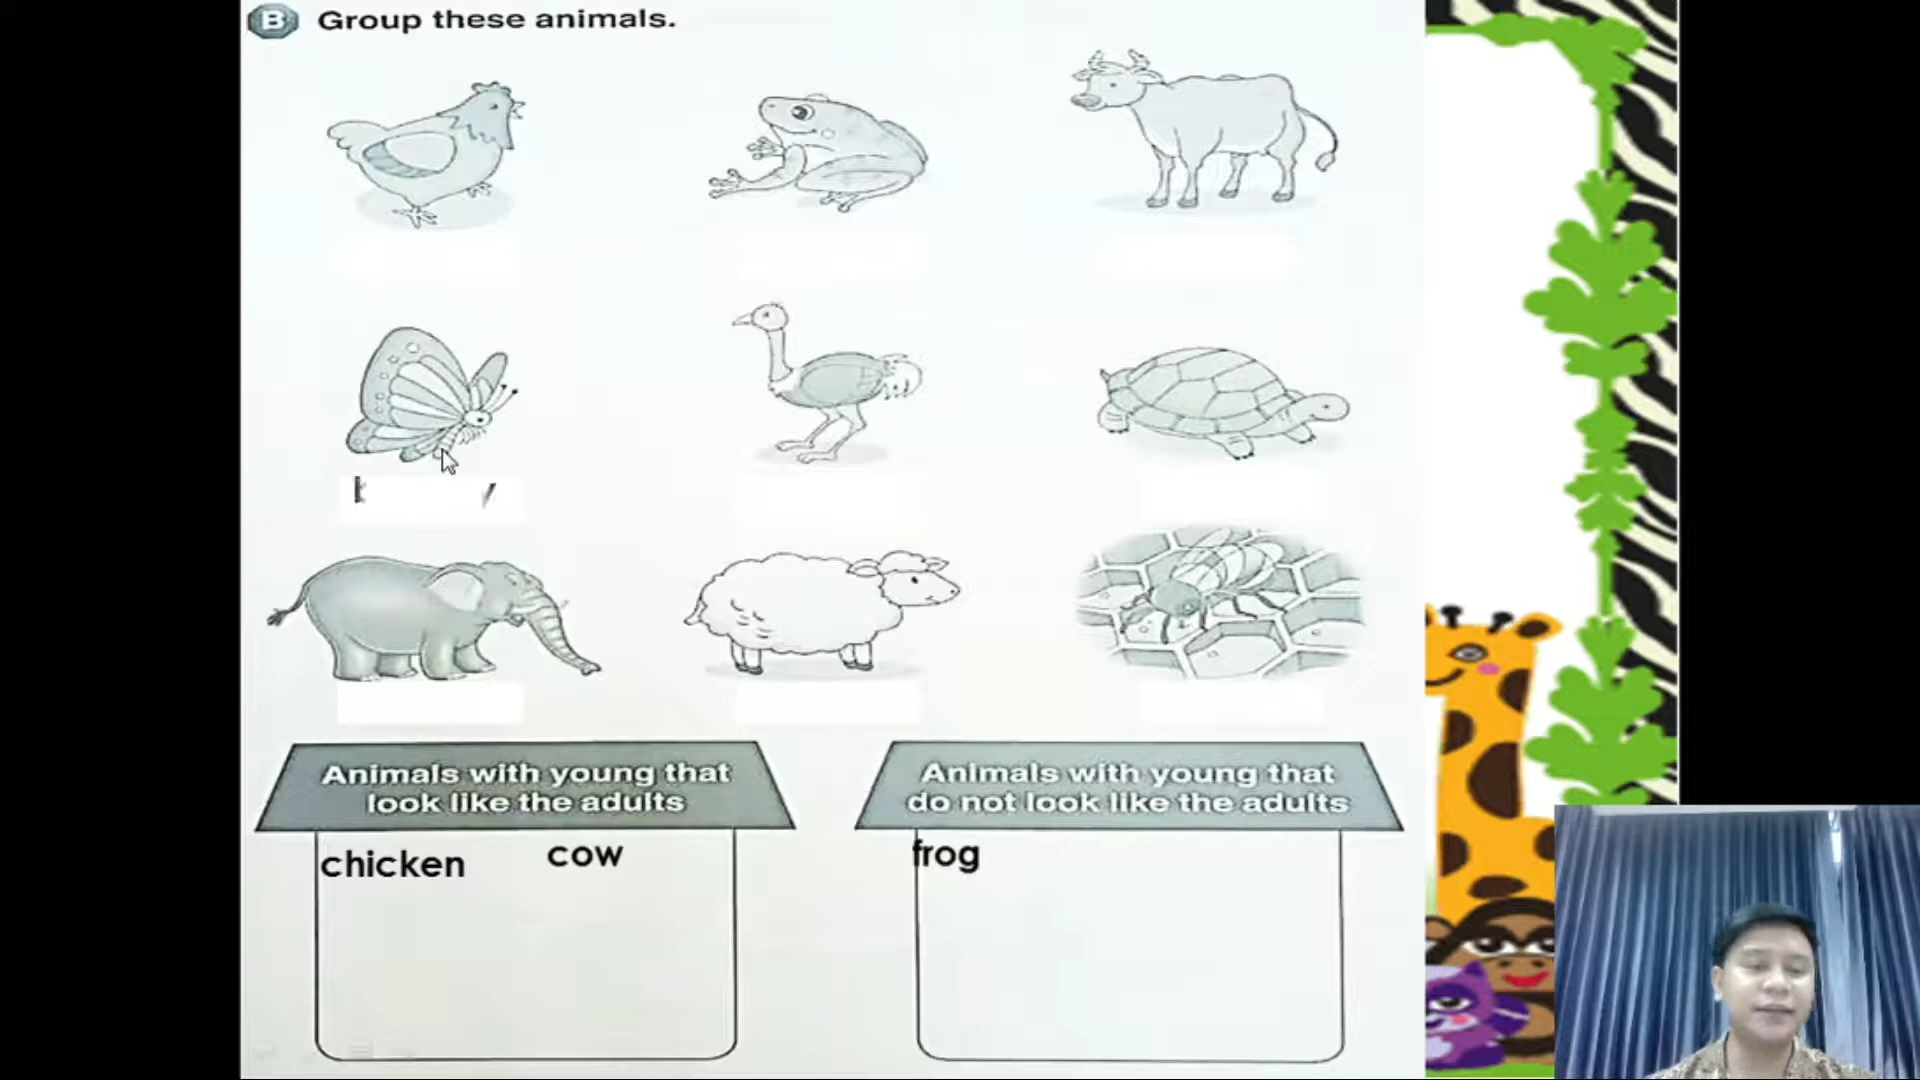 B Group these animals.
Animals with young that
look like the adults
Animals with young that
do not look like the adults
chicken cow
frog